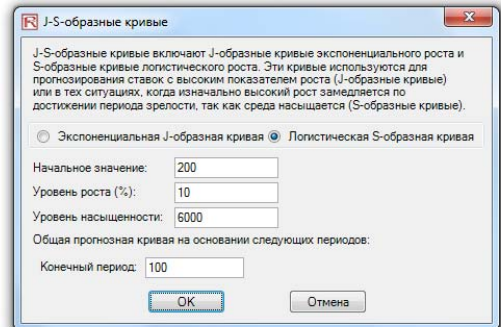 J-S-образные кривые
J-S-образные кривые включают J-образные кривые экспоненциального роста и
S-образные кривые логистического роста. Эти кривые используются для
прогнозирования ставок с высоким показателем роста (J-образные кривые)
или в тех ситуациях, когда изначально высокий рост замедляется по
достижении периода зрелости, так как среда насыщается (S-образные кривые).
Экспоненциальная J-образная кривая Логистическая S-образная кривая
Начальное значение: 200
Уровень роста (%): 10
Уровень насыщенности: 6000
Общая прогнозная кривая на основании следующих периодов:
Конечный период: 100
OK Отмена